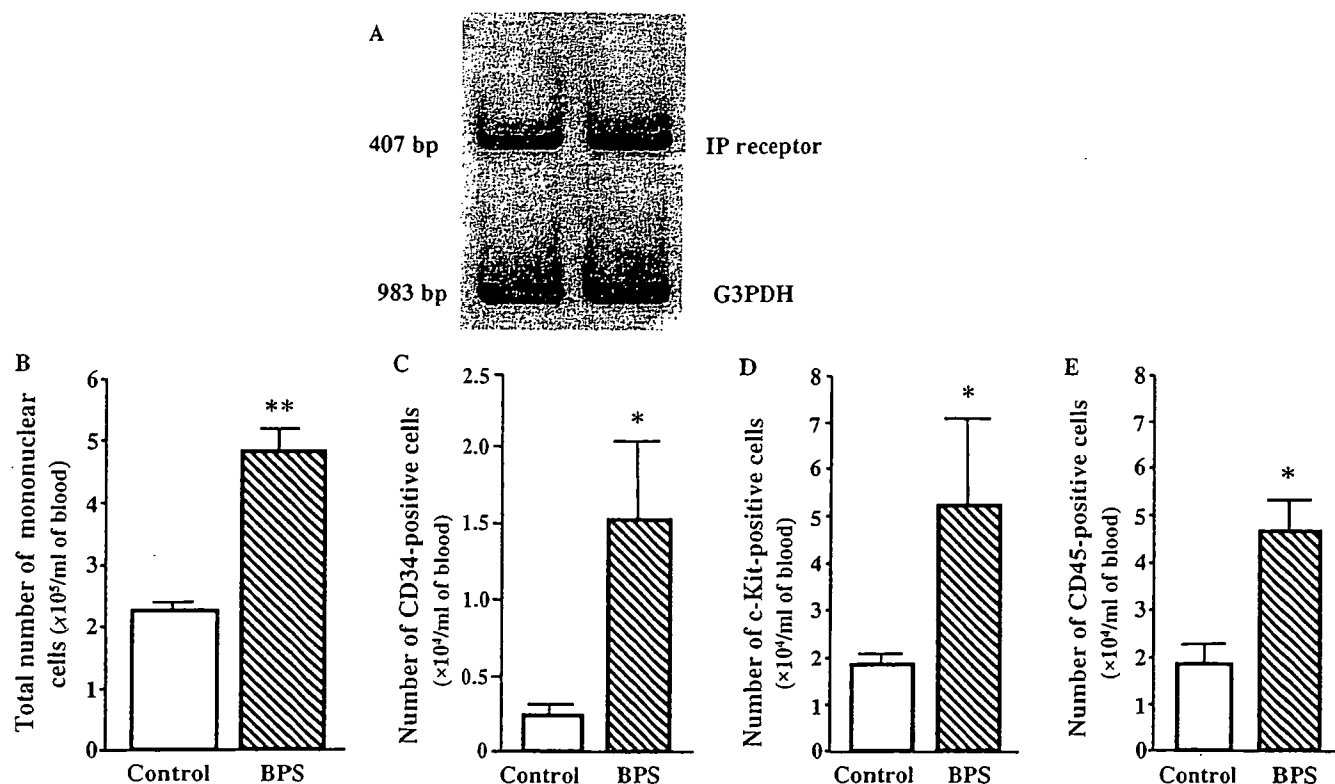 A
407 bp
IP receptor
983 bp
G3PDH
B
Total number of mononuclear
cells (×10⁵/ml of blood)
6
5
4
3
2
1
0
**
Control
BPS
C
Number of CD34-positive cells
(×10⁴/ml of blood)
2.5
2.0
1.5
1.0
0.5
0
*
Control
BPS
D
Number of c-Kit-positive cells
(×10⁴/ml of blood)
8
7
6
5
4
3
2
1
0
*
Control
BPS
E
Number of CD45-positive cells
(×10⁴/ml of blood)
8
7
6
5
4
3
2
1
0
*
Control
BPS